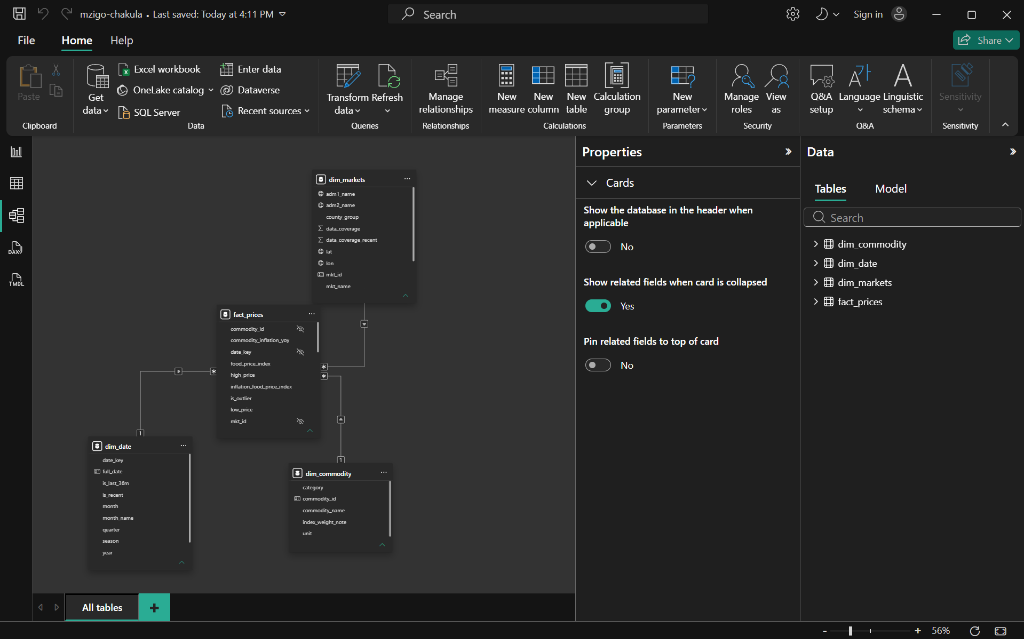 mzigo-chakula • Last saved: Today at 4:11 PM
Search
Sign in
File
Home
Help
Share
Paste
Get data
Excel workbook
OneLake catalog
SQL Server
Enter data
Dataverse
Recent sources
Transform data
Refresh
Manage relationships
New measure
New column
New table
Calculation group
New parameter
Manage roles
View as
Q&A setup
Language
Linguistic schema
Sensitivity
Clipboard
Data
Queries
Relationships
Calculations
Parameters
Security
Q&A
Sensitivity
DAX
TMDL
dim_markets
adm1_name
adm2_name
county_group
data_coverage
data_coverage_recent
lat
lon
mkt_id
mkt_name
fact_prices
commodity_id
commodity_inflation_yoy
date_key
food_price_index
high_price
inflation_food_price_index
is_outlier
low_price
mkt_id
dim_date
date_key
full_date
is_last_36m
is_recent
month
month_name
quarter
season
year
dim_commodity
category
commodity_id
commodity_name
index_weight_note
unit
1
1
Properties
Cards
Show the database in the header when
applicable
No
Show related fields when card is collapsed
Yes
Pin related fields to top of card
No
Data
Tables
Model
Search
dim_commodity
dim_date
dim_markets
fact_prices
All tables
+
- + 56%